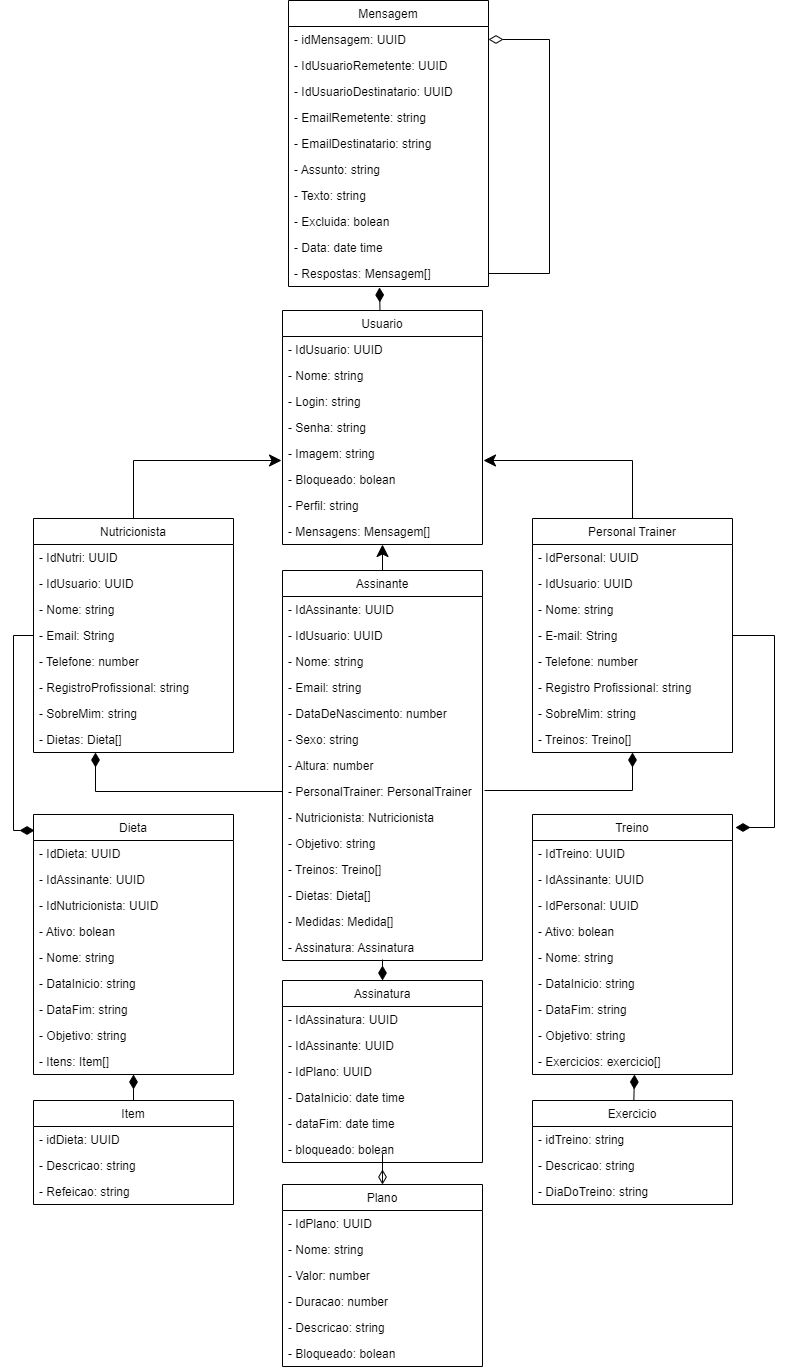 Mensagem
- idMensagem: UUID
- IdUsuarioRemetente: UUID
- IdUsuarioDestinatario: UUID
- EmailRemetente: string
- EmailDestinatario: string
- Assunto: string
- Texto: string
- Excluida: bolean
- Data: date time
- Respostas: Mensagem[]
Usuario
- IdUsuario: UUID
- Nome: string
- Login: string
- Senha: string
- Imagem: string
- Bloqueado: bolean
- Perfil: string
- Mensagens: Mensagem[]
Nutricionista
- IdNutri: UUID
- IdUsuario: UUID
- Nome: string
- Email: String
- Telefone: number
- RegistroProfissional: string
- SobreMim: string
- Dietas: Dieta[]
Personal Trainer
- IdPersonal: UUID
- IdUsuario: UUID
- Nome: string
- E-mail: String
- Telefone: number
- Registro Profissional: string
- SobreMim: string
- Treinos: Treino[]
Assinante
- IdAssinante: UUID
- IdUsuario: UUID
- Nome: string
- Email: string
- DataDeNascimento: number
- Sexo: string
- Altura: number
- PersonalTrainer: PersonalTrainer
- Nutricionista: Nutricionista
- Objetivo: string
- Treinos: Treino[]
- Dietas: Dieta[]
- Medidas: Medida[]
- Assinatura: Assinatura
Dieta
- IdDieta: UUID
- IdAssinante: UUID
- IdNutricionista: UUID
- Ativo: bolean
- Nome: string
- DataInicio: string
- DataFim: string
- Objetivo: string
- Itens: Item[]
Treino
- IdTreino: UUID
- IdAssinante: UUID
- IdPersonal: UUID
- Ativo: bolean
- Nome: string
- DataInicio: string
- DataFim: string
- Objetivo: string
- Exercicios: exercicio[]
Assinatura
- IdAssinatura: UUID
- IdAssinante: UUID
- IdPlano: UUID
- DataInicio: date time
- dataFim: date time
- bloqueado: bolean
Item
- idDieta: UUID
- Descricao: string
- Refeicao: string
Exercicio
- idTreino: string
- Descricao: string
- DiaDoTreino: string
Plano
- IdPlano: UUID
- Nome: string
- Valor: number
- Duracao: number
- Descricao: string
- Bloqueado: bolean